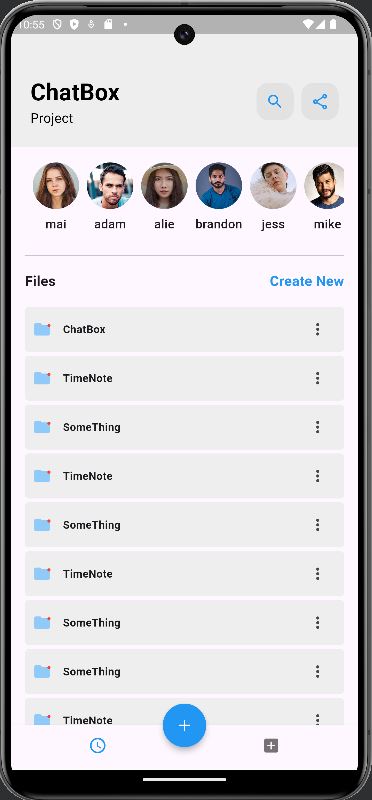 10:55
ChatBox
Project
mai adam alie brandon jess mike
Files Create New
ChatBox
TimeNote
SomeThing
TimeNote
SomeThing
TimeNote
SomeThing
SomeThing
TimeNote